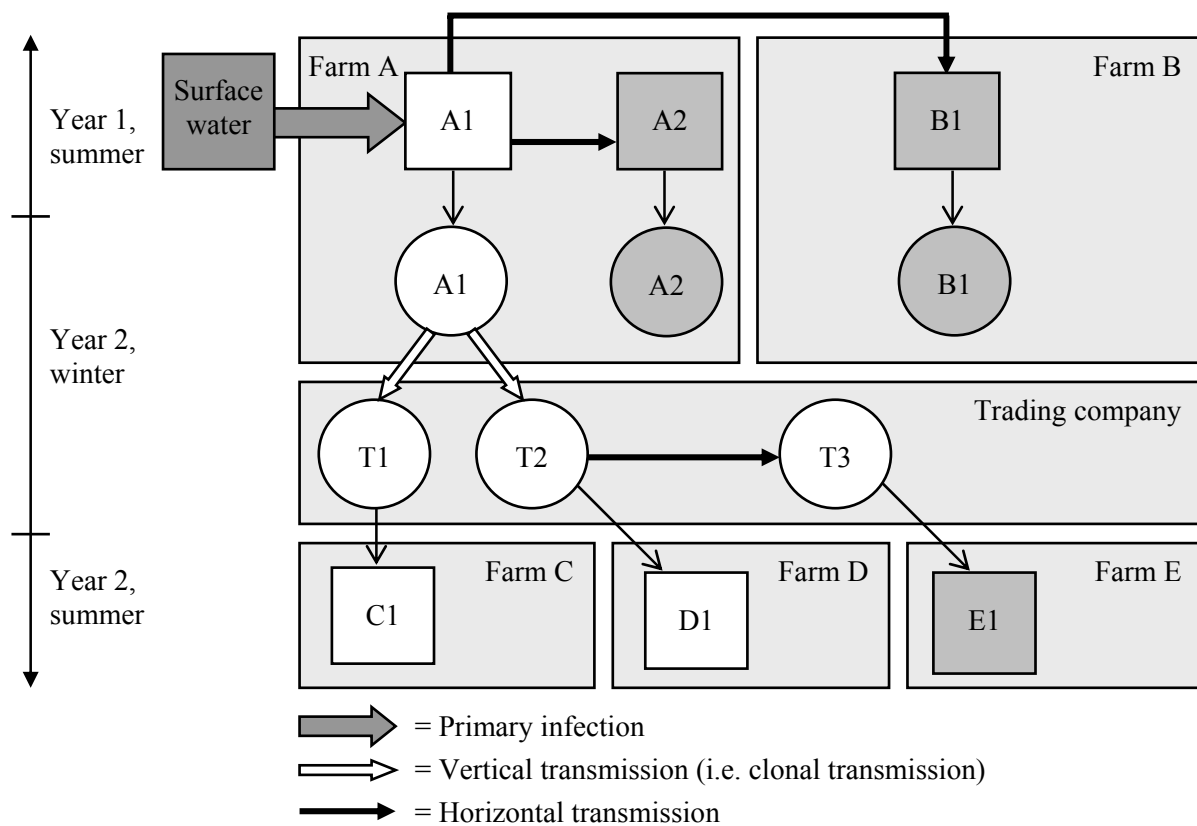 Farm A
Farm B
Surface
water
A1
A2
B1
Year 1,
summer
A1
A2
B1
Year 2,
winter
Trading company
T1
T2
T3
Year 2,
summer
Farm C
Farm D
Farm E
C1
D1
E1
= Primary infection
= Vertical transmission (i.e. clonal transmission)
= Horizontal transmission